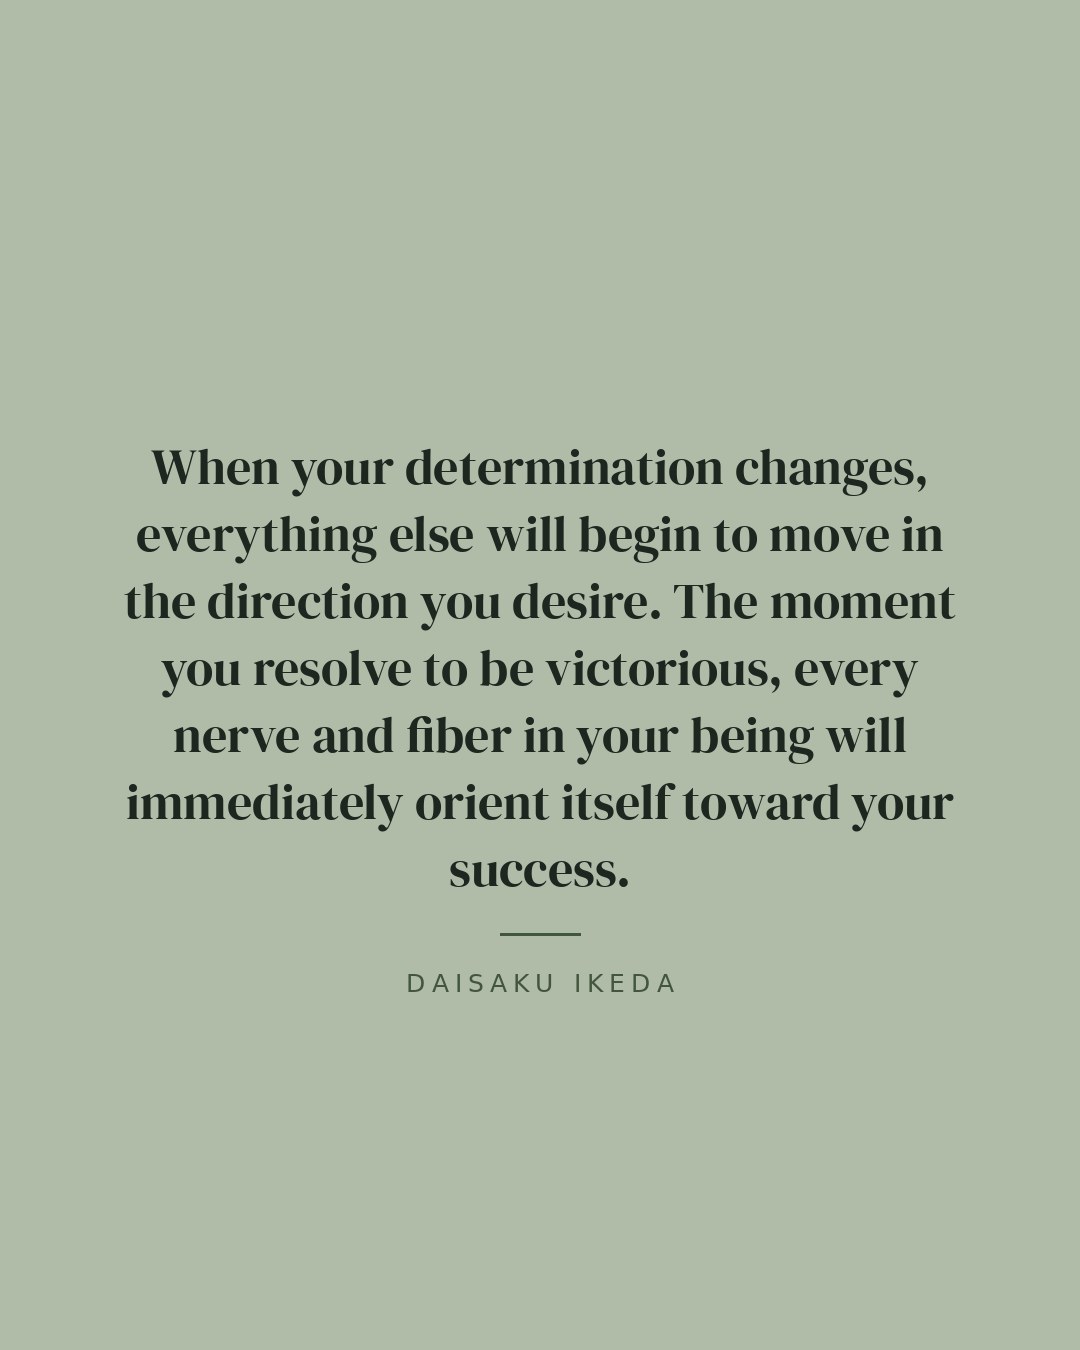 When your determination changes,
everything else will begin to move in
the direction you desire. The moment
you resolve to be victorious, every
nerve and fiber in your being will
immediately orient itself toward your
success.
DAISAKU IKEDA